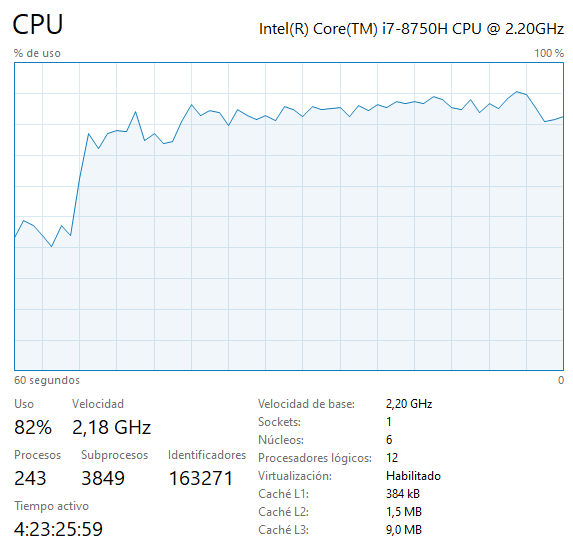 CPU
Intel(R) Core(TM) i7-8750H CPU @ 2.20GHz
% de uso 100 %
60 segundos 0
Uso Velocidad
82% 2,18 GHz
Procesos Subprocesos Identificadores
243 3849 163271
Tiempo activo
4:23:25:59
Velocidad de base: 2,20 GHz
Sockets: 1
Núcleos: 6
Procesadores lógicos: 12
Virtualización: Habilitado
Caché L1: 384 kB
Caché L2: 1,5 MB
Caché L3: 9,0 MB